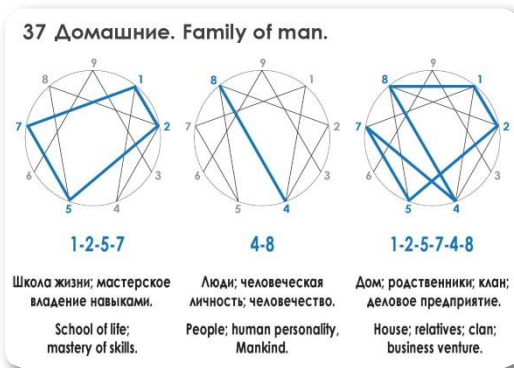 37 Домашние. Family of man.
9
8
1
7
2
6
3
5
4
9
8
1
7
2
6
3
5
4
9
8
1
7
2
6
3
5
4
1-2-5-7
4-8
1-2-5-7-4-8
Школа жизни; мастерское
владение навыками.
School of life;
mastery of skills.
Люди; человеческая
личность; человечество.
People; human personality,
Mankind.
Дом; родственники; клан;
деловое предприятие.
House; relatives; clan;
business venture.